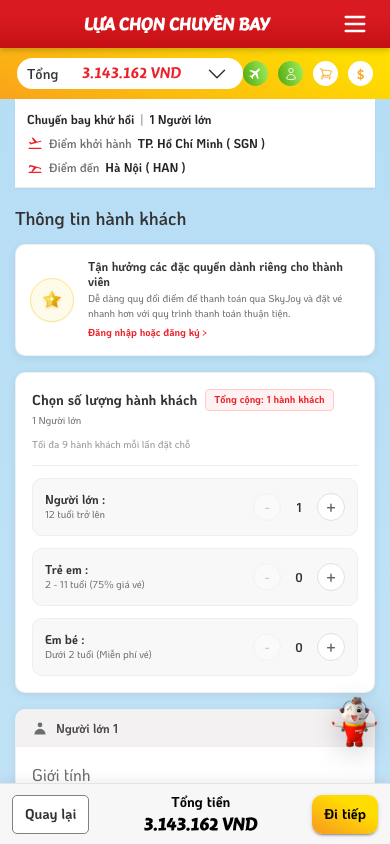 LỰA CHỌN CHUYẾN BAY
Tổng 3.143.162 VND
$
Chuyến bay khứ hồi | 1 Người lớn
Điểm khởi hành TP. Hồ Chí Minh ( SGN )
Điểm đến Hà Nội ( HAN )
Thông tin hành khách
Tận hưởng các đặc quyền dành riêng cho thành
viên
Dễ dàng quy đổi điểm để thanh toán qua SkyJoy và đặt vé
nhanh hơn với quy trình thanh toán thuận tiện.
Đăng nhập hoặc đăng ký >
Chọn số lượng hành khách Tổng cộng: 1 hành khách
1 Người lớn
Tối đa 9 hành khách mỗi lần đặt chỗ
Người lớn :
12 tuổi trở lên
- 1 +
Trẻ em :
2 - 11 tuổi (75% giá vé)
- 0 +
Em bé :
Dưới 2 tuổi (Miễn phí vé)
- 0 +
Người lớn 1
Giới tính
Quay lại
Tổng tiền
3.143.162 VND
Đi tiếp